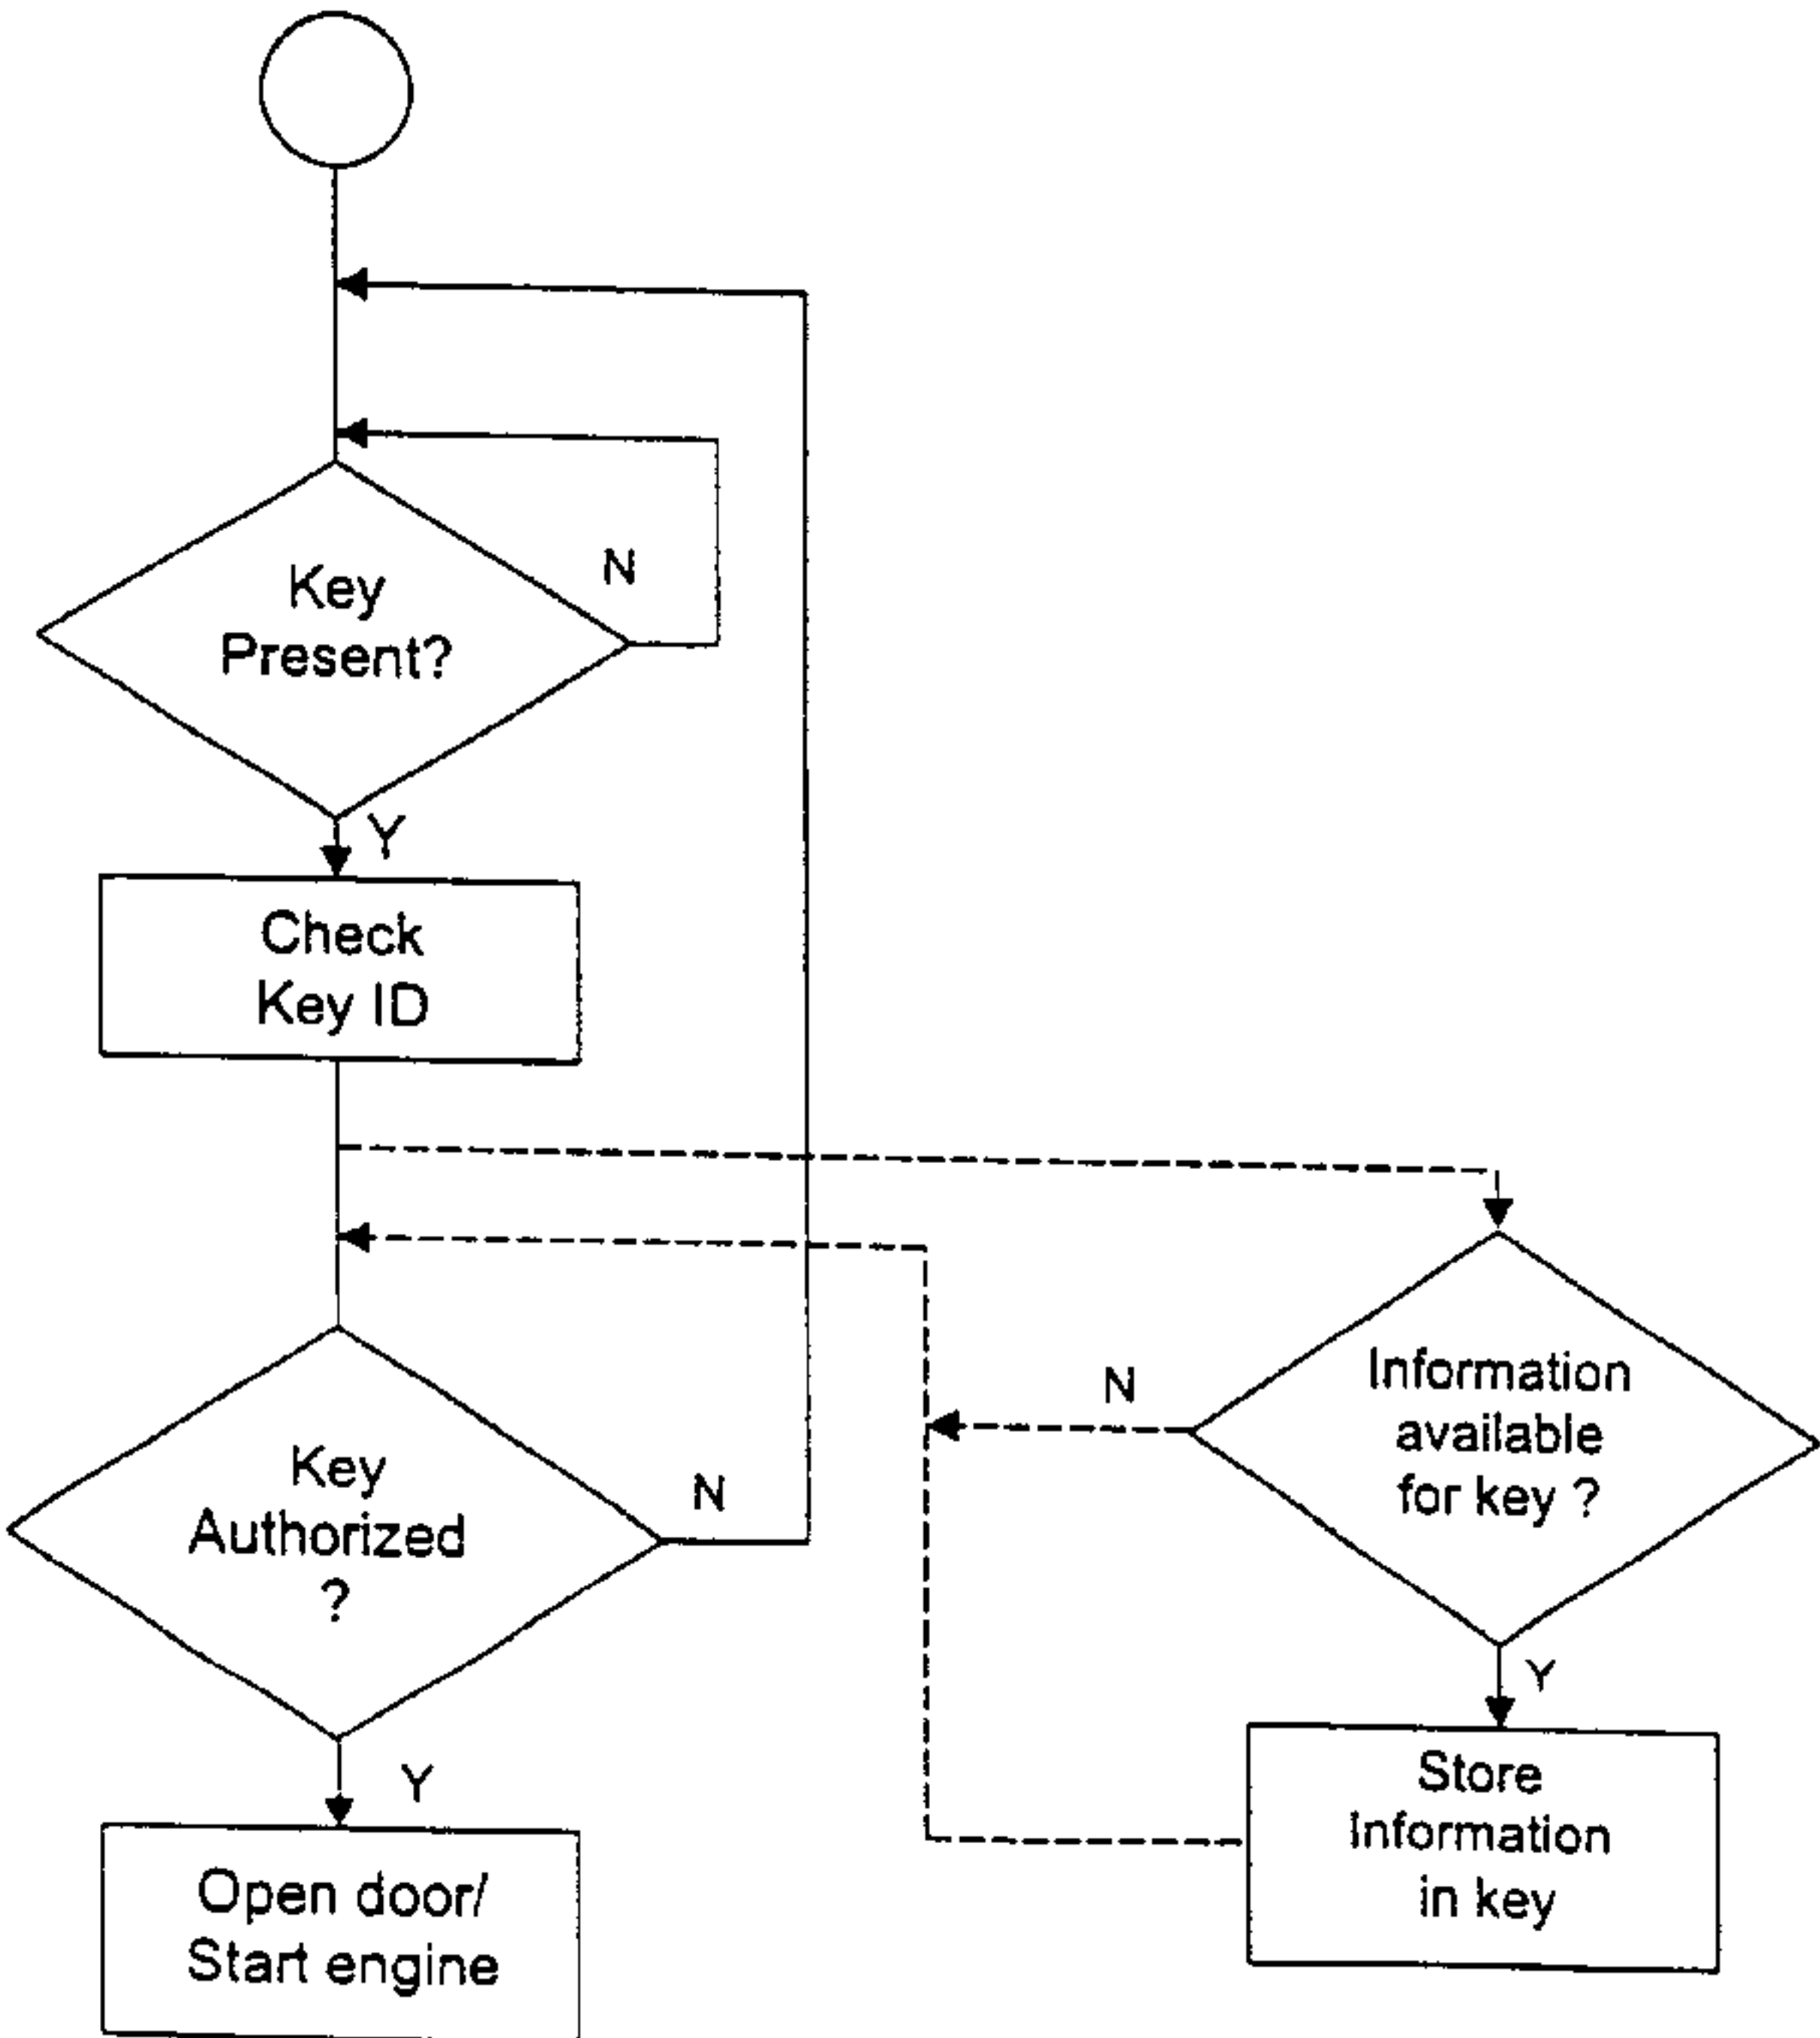 Key
Present?
N
Y
Check
Key ID
Key
Authorized
?
N
Y
Open door/
Start engine
Information
available
for key ?
N
Y
Store
Information
in key